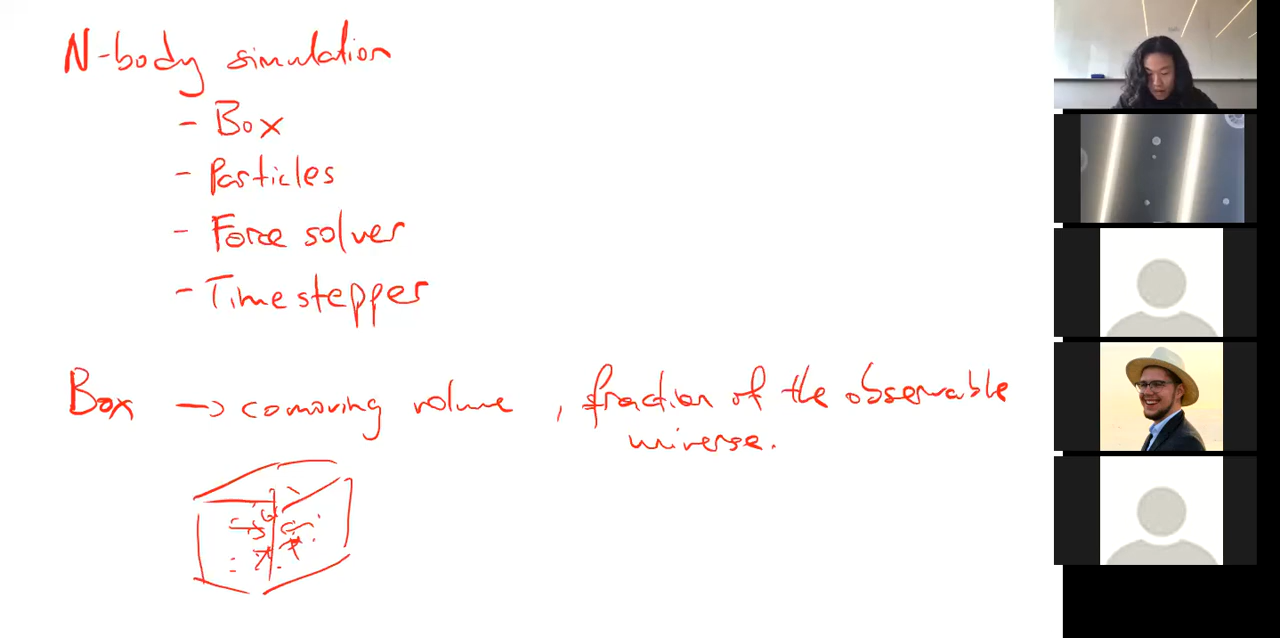 N-body simulation
- Box
- Particles
- Force solver
- Timestepper
Box → comoving volume, fraction of the observable
universe.